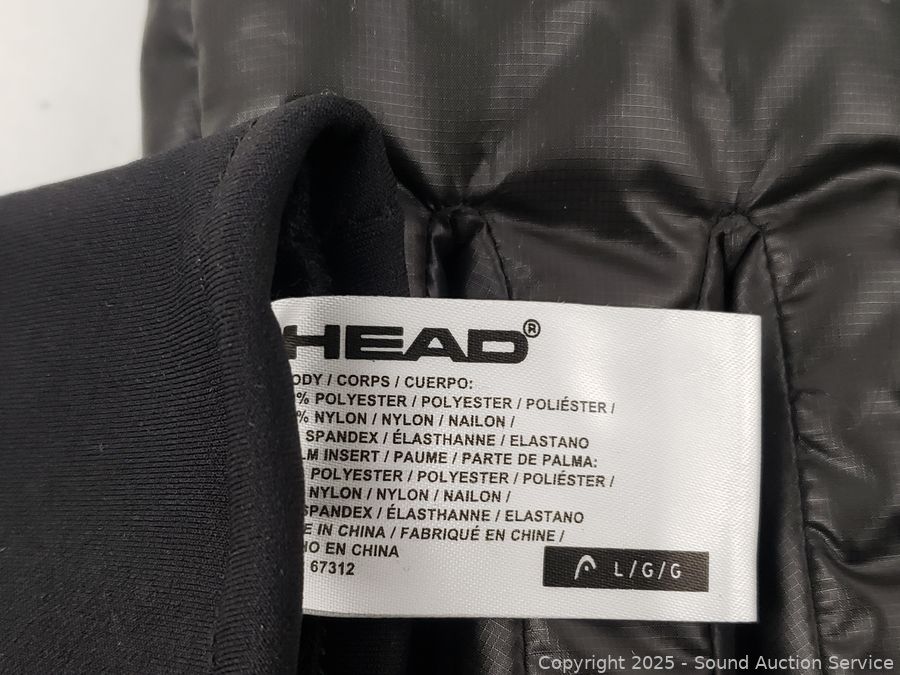 HEAD®
ODY / CORPS / CUERPO:
% POLYESTER / POLYESTER / POLIÉSTER /
% NYLON / NYLON / NAILON /
SPANDEX / ÉLASTHANNE / ELASTANO
LM INSERT / PAUME / PARTE DE PALMA:
POLYESTER / POLYESTER / POLIÉSTER /
NYLON / NYLON / NAILON /
SPANDEX / ÉLASTHANNE / ELASTANO
E IN CHINA / FABRIQUÉ EN CHINE /
HO EN CHINA
67312
L/G/G
Copyright 2025 - Sound Auction Service